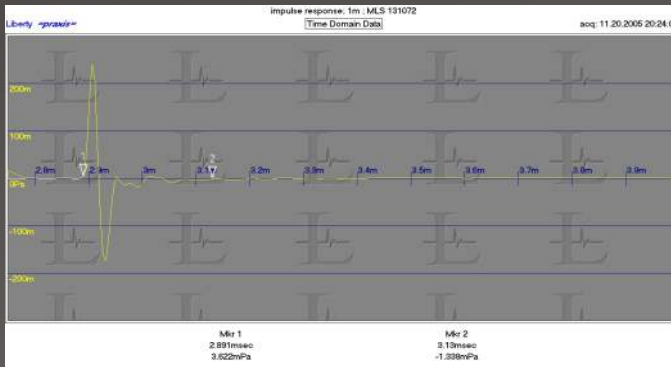 impulse response; 1m ; MLS 131072
Liberty «praxis» Time Domain Data acq: 11.20.2005 20:24:
200m
100m
2.8m 2.9m 3m 3.1m 3.2m 3.3m 3.4m 3.5m 3.6m 3.7m 3.8m 3.9m
0Pa
-100m
-200m
1
2
Mkr 1 Mkr 2
2.891msec 3.13msec
3.622mPa -1.338mPa